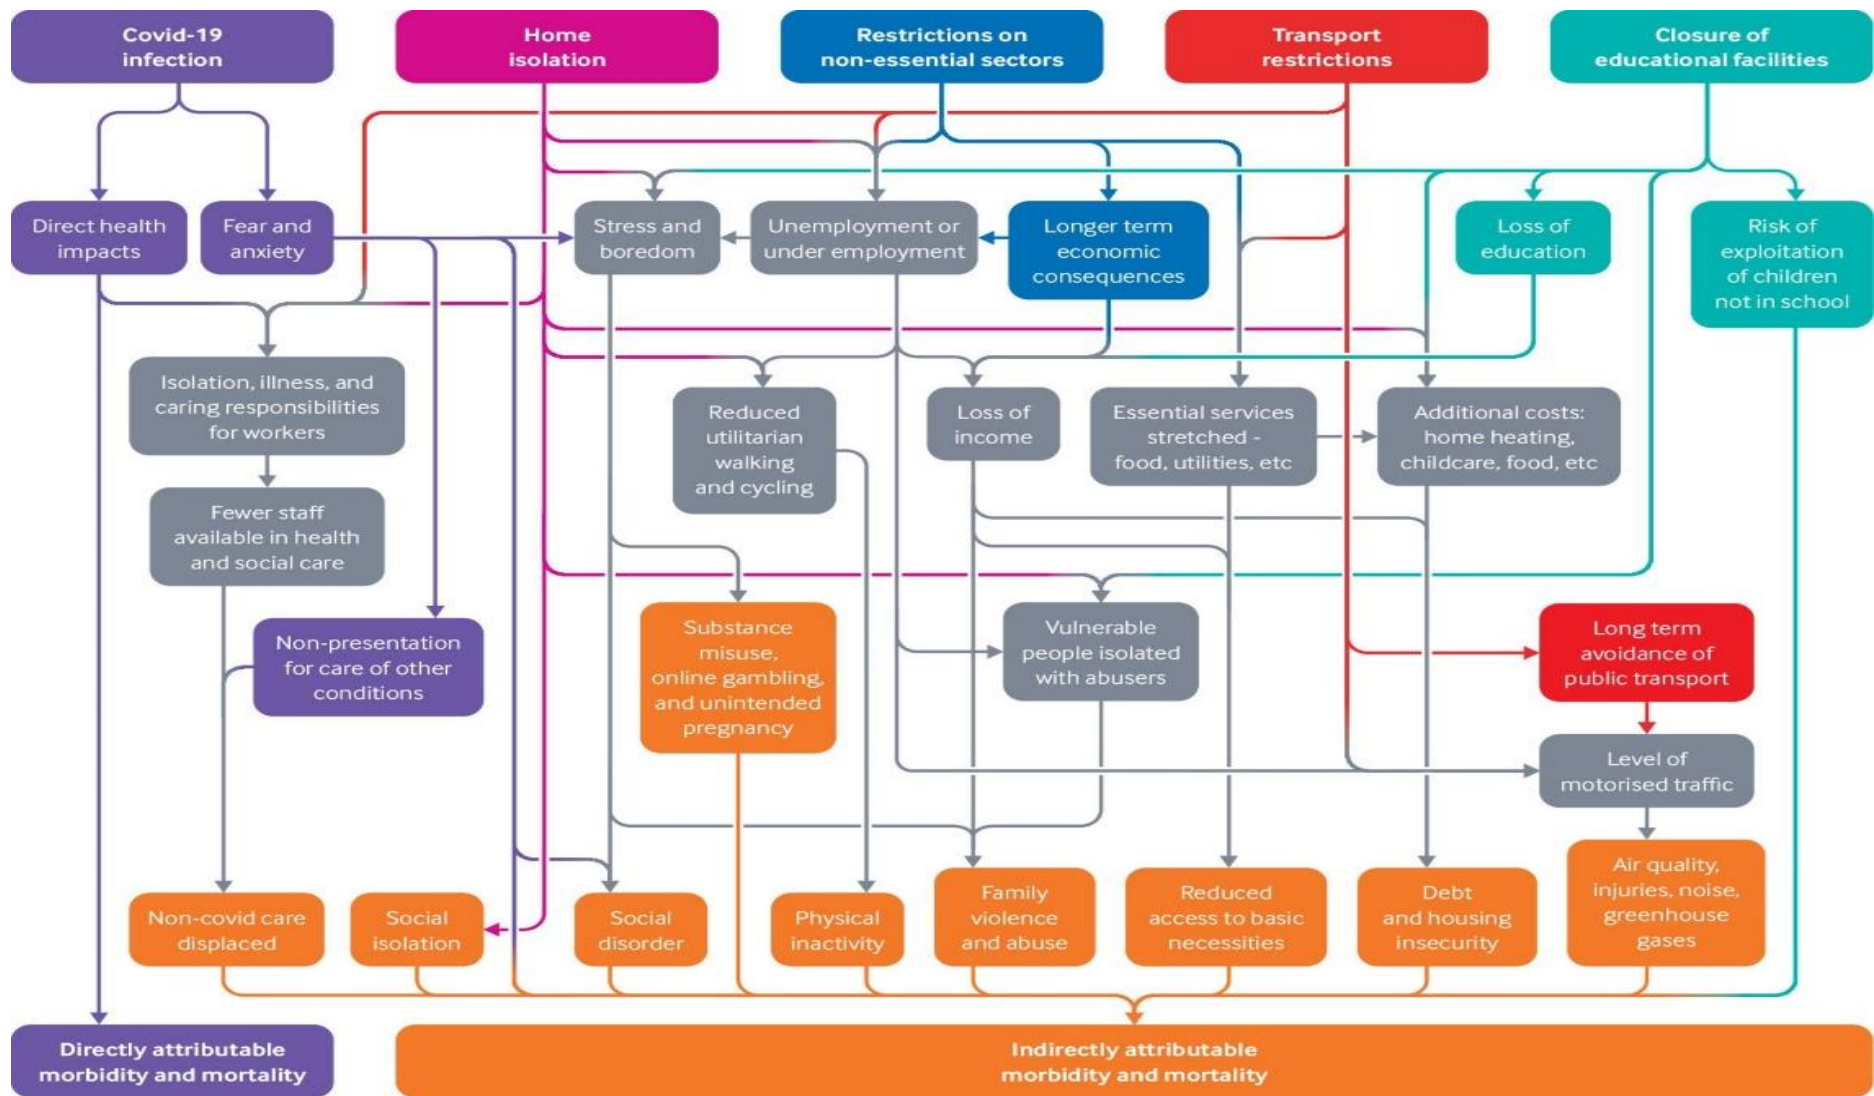 Covid-19
infection
Home
isolation
Restrictions on
non-essential sectors
Transport
restrictions
Closure of
educational facilities
Direct health
impacts
Fear and
anxiety
Stress and
boredom
Unemployment or
under employment
Longer term
economic
consequences
Loss of
education
Risk of
exploitation
of children
not in school
Isolation, illness, and
caring responsibilities
for workers
Reduced
utilitarian
walking
and cycling
Loss of
income
Essential services
stretched -
food, utilities, etc
Additional costs:
home heating,
childcare, food, etc
Fewer staff
available in health
and social care
Non-presentation
for care of other
conditions
Substance
misuse,
online gambling,
and unintended
pregnancy
Vulnerable
people isolated
with abusers
Long term
avoidance of
public transport
Level of
motorised traffic
Non-covid care
displaced
Social
isolation
Social
disorder
Physical
inactivity
Family
violence
and abuse
Reduced
access to basic
necessities
Debt
and housing
insecurity
Air quality,
injuries, noise,
greenhouse
gases
Directly attributable
morbidity and mortality
Indirectly attributable
morbidity and mortality